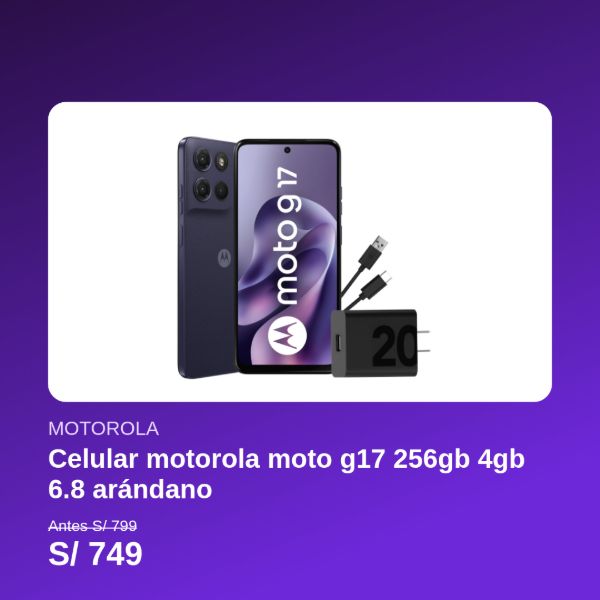 moto g17
20
MOTOROLA
Celular motorola moto g17 256gb 4gb
6.8 arándano
Antes S/ 799
S/ 749